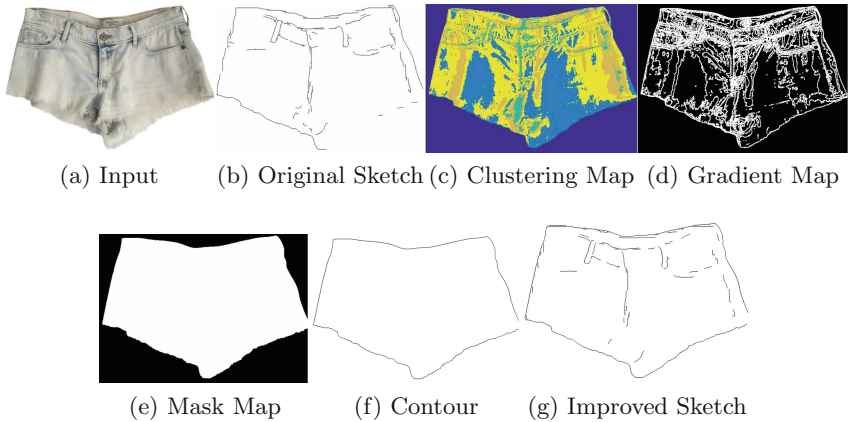 (a) Input (b) Original Sketch (c) Clustering Map (d) Gradient Map
(e) Mask Map (f) Contour (g) Improved Sketch